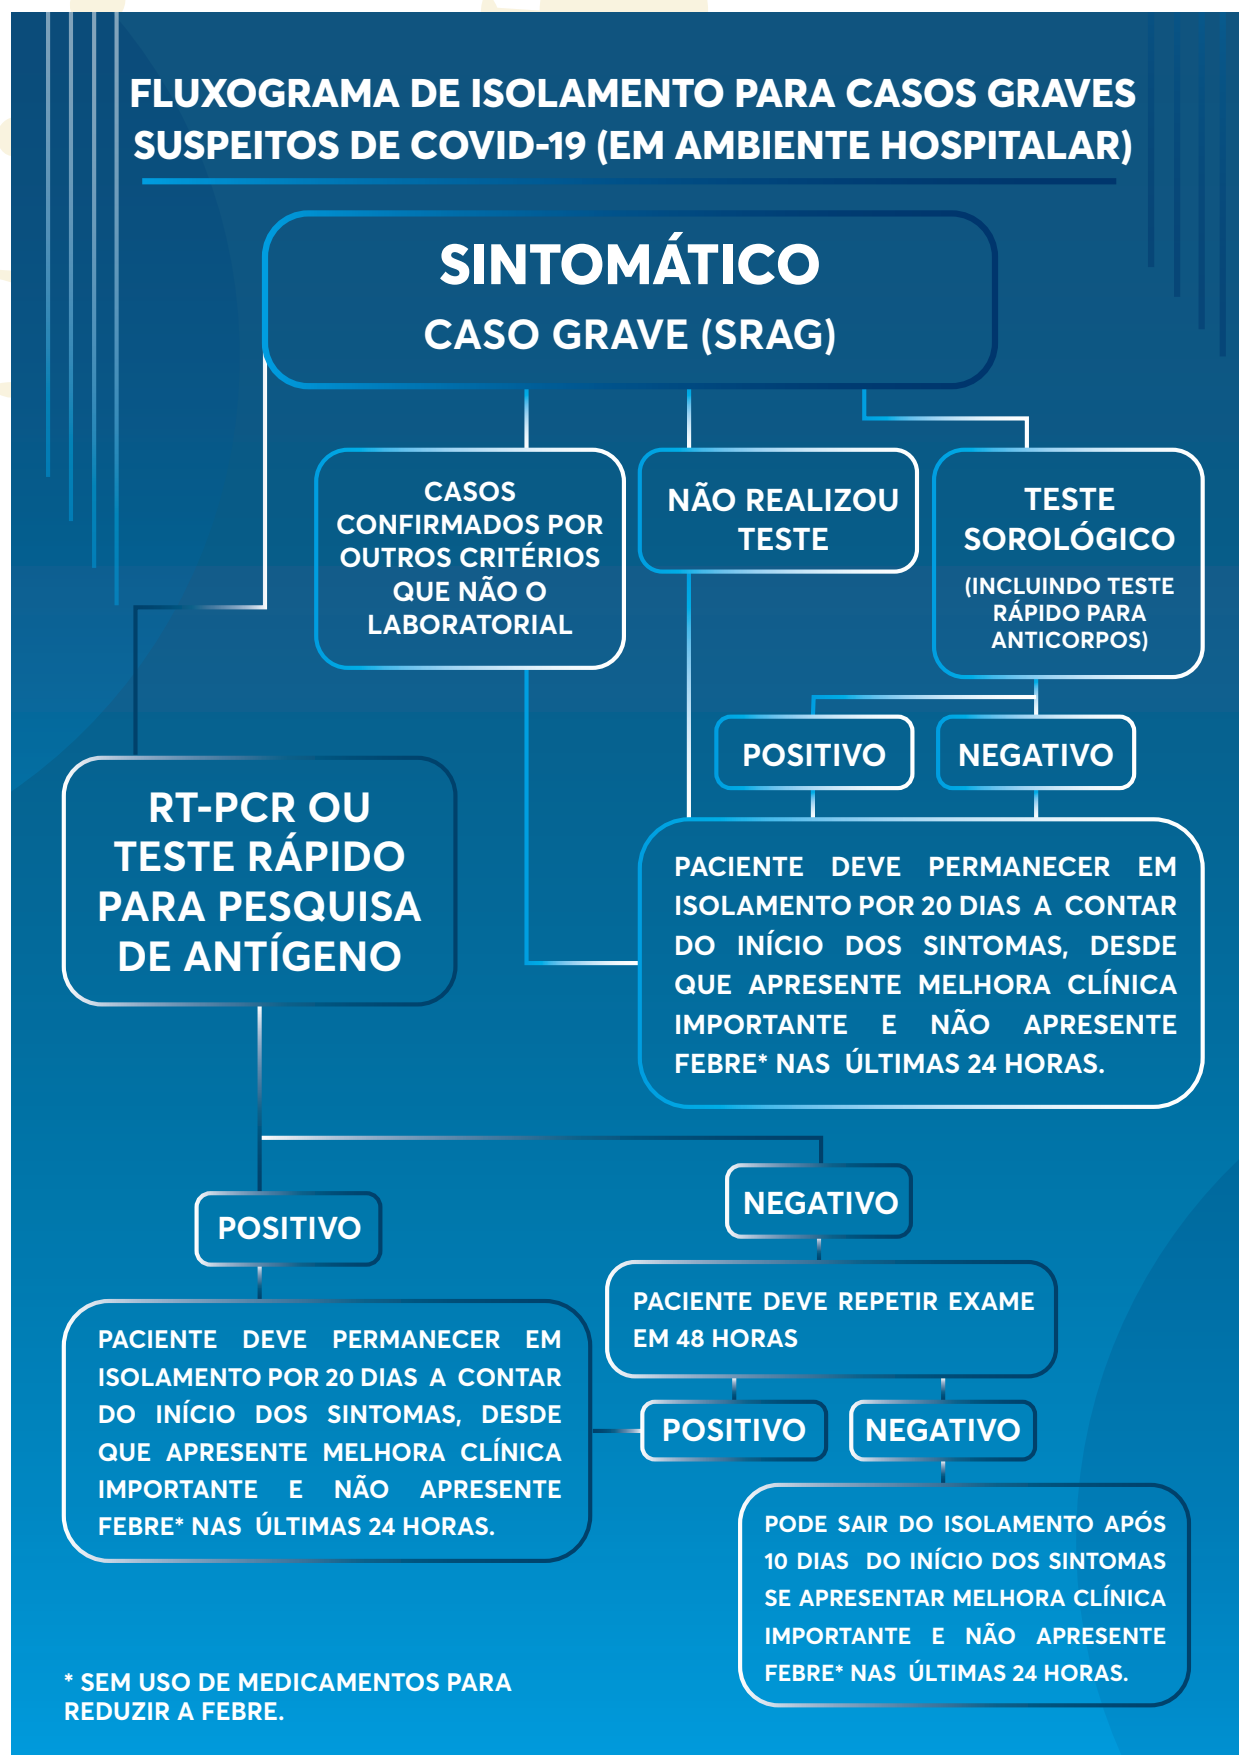 FLUXOGRAMA DE ISOLAMENTO PARA CASOS GRAVES
SUSPEITOS DE COVID-19 (EM AMBIENTE HOSPITALAR)
SINTOMÁTICO
CASO GRAVE (SRAG)
CASOS
CONFIRMADOS POR
OUTROS CRITÉRIOS
QUE NÃO O
LABORATORIAL
NÃO REALIZOU
TESTE
TESTE
SOROLÓGICO
(INCLUINDO TESTE
RÁPIDO PARA
ANTICORPOS)
POSITIVO
NEGATIVO
RT-PCR OU
TESTE RÁPIDO
PARA PESQUISA
DE ANTÍGENO
PACIENTE DEVE PERMANECER EM
ISOLAMENTO POR 20 DIAS A CONTAR
DO INÍCIO DOS SINTOMAS, DESDE
QUE APRESENTE MELHORA CLÍNICA
IMPORTANTE E NÃO APRESENTE
FEBRE* NAS ÚLTIMAS 24 HORAS.
POSITIVO
NEGATIVO
PACIENTE DEVE PERMANECER EM
ISOLAMENTO POR 20 DIAS A CONTAR
DO INÍCIO DOS SINTOMAS, DESDE
QUE APRESENTE MELHORA CLÍNICA
IMPORTANTE E NÃO APRESENTE
FEBRE* NAS ÚLTIMAS 24 HORAS.
PACIENTE DEVE REPETIR EXAME
EM 48 HORAS
POSITIVO
NEGATIVO
PODE SAIR DO ISOLAMENTO APÓS
10 DIAS DO INÍCIO DOS SINTOMAS
SE APRESENTAR MELHORA CLÍNICA
IMPORTANTE E NÃO APRESENTE
FEBRE* NAS ÚLTIMAS 24 HORAS.
* SEM USO DE MEDICAMENTOS PARA
REDUZIR A FEBRE.